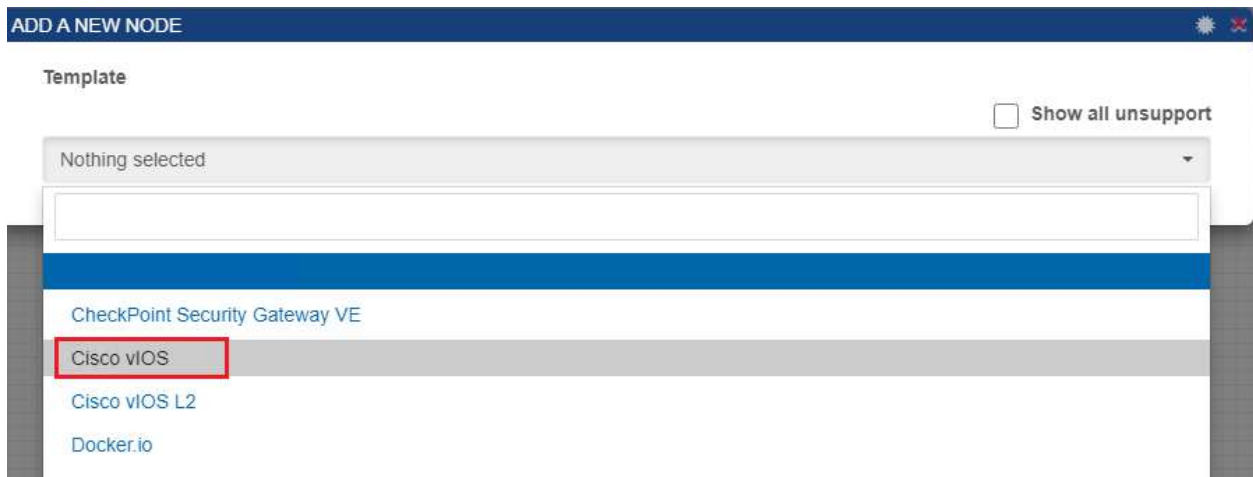 ADD A NEW NODE
Template
Show all unsupport
Nothing selected
CheckPoint Security Gateway VE
Cisco vIOS
Cisco vIOS L2
Docker.io